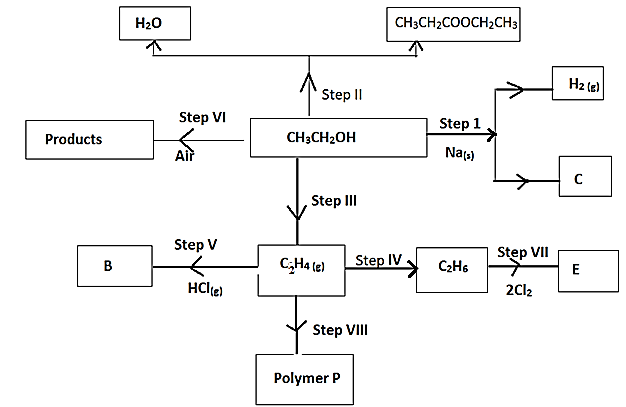 H₂O
CH₃CH₂COOCH₂CH₃
Step II
H₂ (g)
Step VI
Step 1
Products
CH₃CH2OH
Air
Na(s)
C
Step III
Step V
B
C₂H₄ (g)
Step IV
C₂H₆
Step VII
E
HCl(g)
2Cl₂
Step VIII
Polymer P